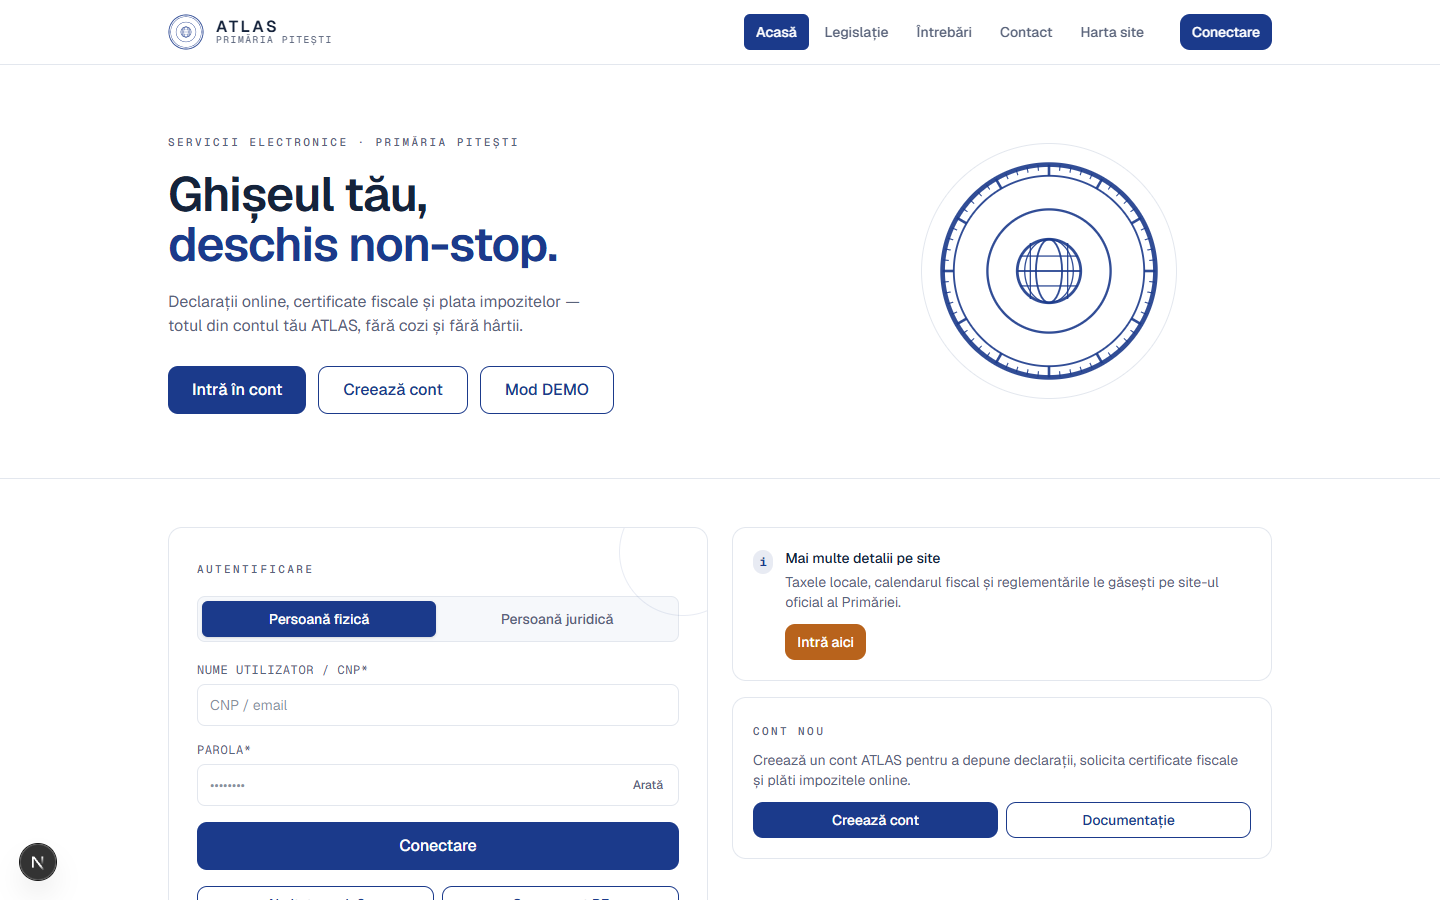 ATLAS
PRIMĂRIA PITEȘTI
Acasă
Legislație
Întrebări
Contact
Harta site
Conectare
SERVICII ELECTRONICE · PRIMĂRIA PITEȘTI
Ghișeul tău,
deschis non-stop.
Declarații online, certificate fiscale și plata impozitelor —
totul din contul tău ATLAS, fără cozi și fără hârtii.
Intră în cont
Creează cont
Mod DEMO
AUTENTIFICARE
Persoană fizică
Persoană juridică
NUME UTILIZATOR / CNP*
CNP / email
PAROLA*
••••••••
Arată
Conectare
i
Mai multe detalii pe site
Taxele locale, calendarul fiscal și reglementările le găsești pe site-ul
oficial al Primăriei.
Intră aici
CONT NOU
Creează un cont ATLAS pentru a depune declarații, solicita certificate fiscale
și plăti impozitele online.
Creează cont
Documentație
N